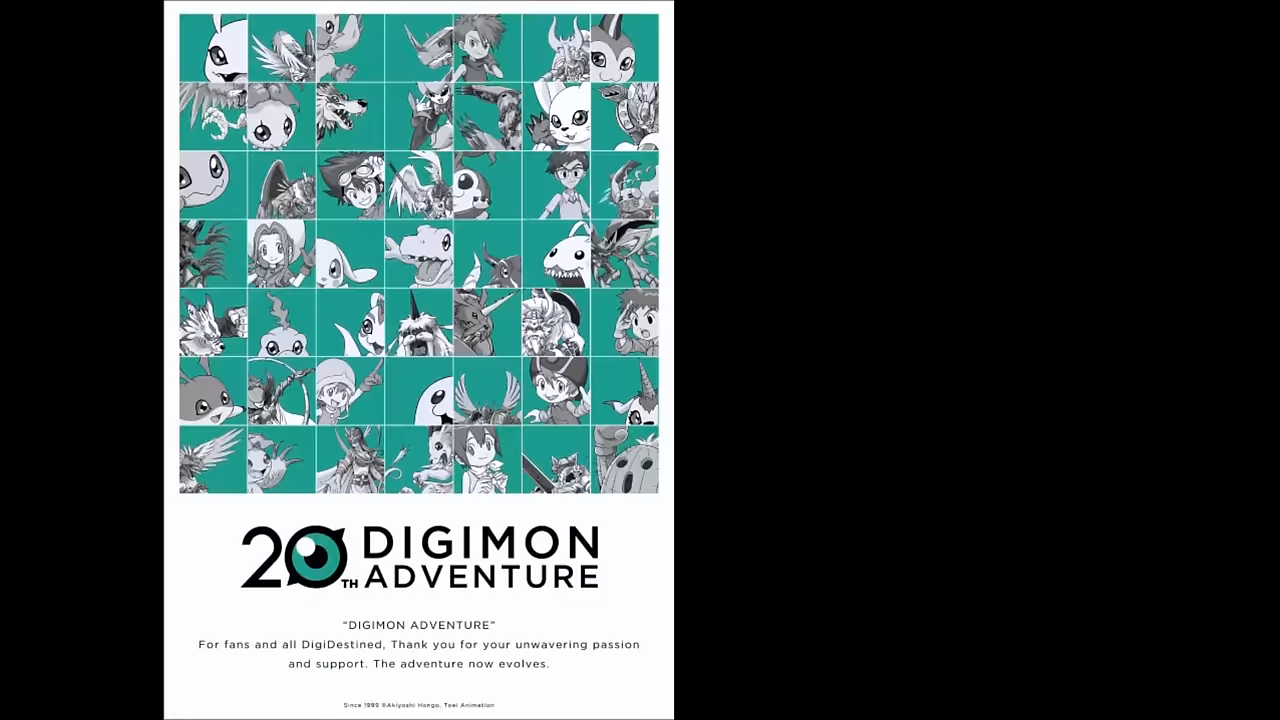 20TH DIGIMON
ADVENTURE
“DIGIMON ADVENTURE”
For fans and all DigiDestined, Thank you for your unwavering passion
and support. The adventure now evolves.
Since 1999 ©Akiyoshi Hongo, Toei Animation